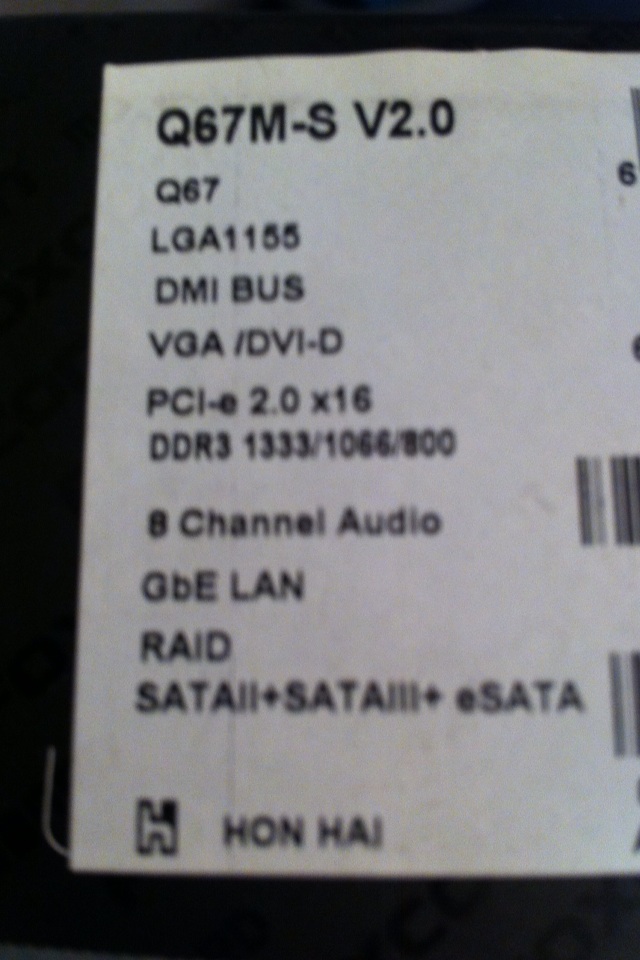 Q67M-S V2.0
Q67
LGA1155
DMI BUS
VGA /DVI-D
PCI-e 2.0 x16
DDR3 1333/1066/800
8 Channel Audio
GbE LAN
RAID
SATAII+SATAIII+ eSATA
HON HAI
6